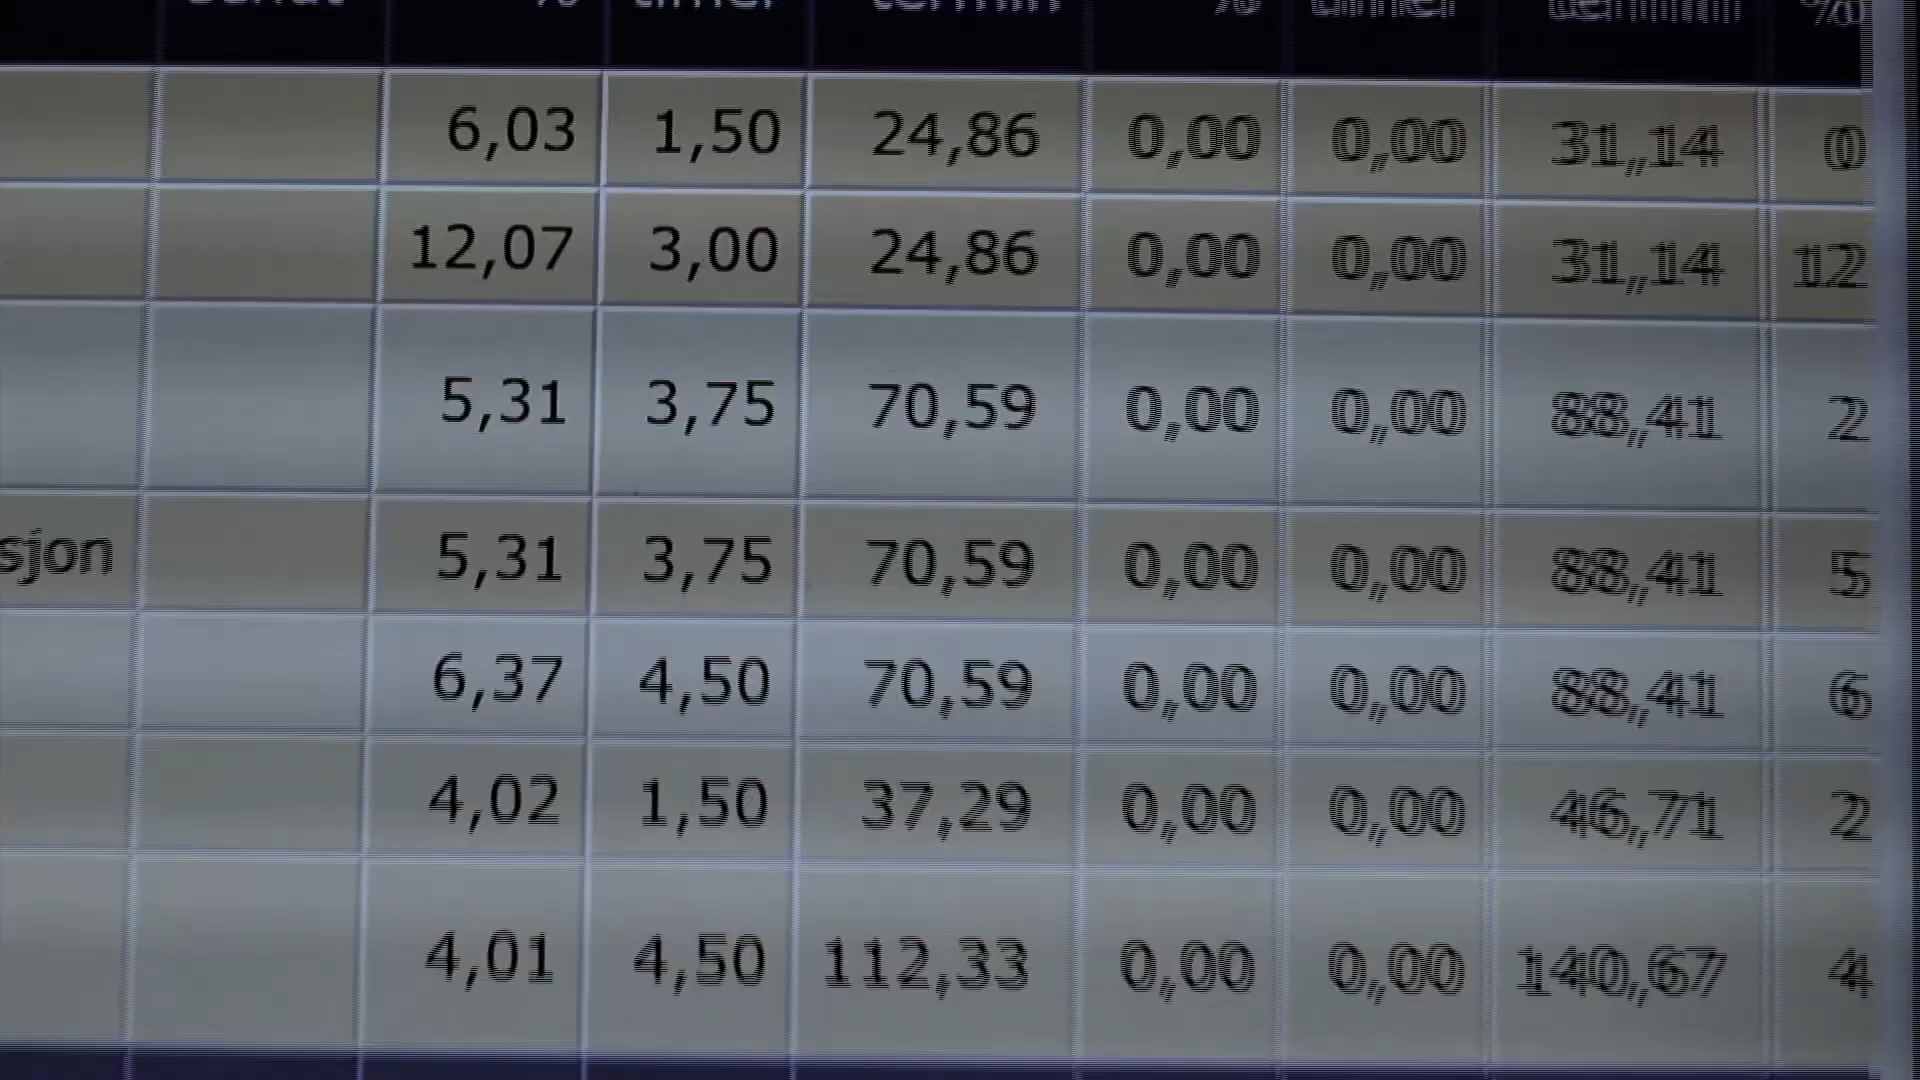 % timer termin % timer termin %
6,03 1,50 24,86 0,00 0,00 31,14 0
12,07 3,00 24,86 0,00 0,00 31,14 12
5,31 3,75 70,59 0,00 0,00 88,41 2
sjon 5,31 3,75 70,59 0,00 0,00 88,41 5
6,37 4,50 70,59 0,00 0,00 88,41 6
4,02 1,50 37,29 0,00 0,00 46,71 2
4,01 4,50 112,33 0,00 0,00 140,67 4